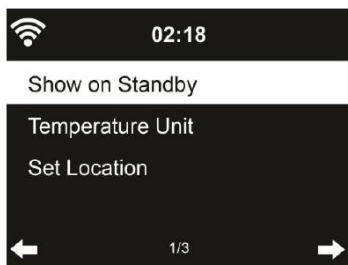 02:18
Show on Standby
Temperature Unit
Set Location
1/3